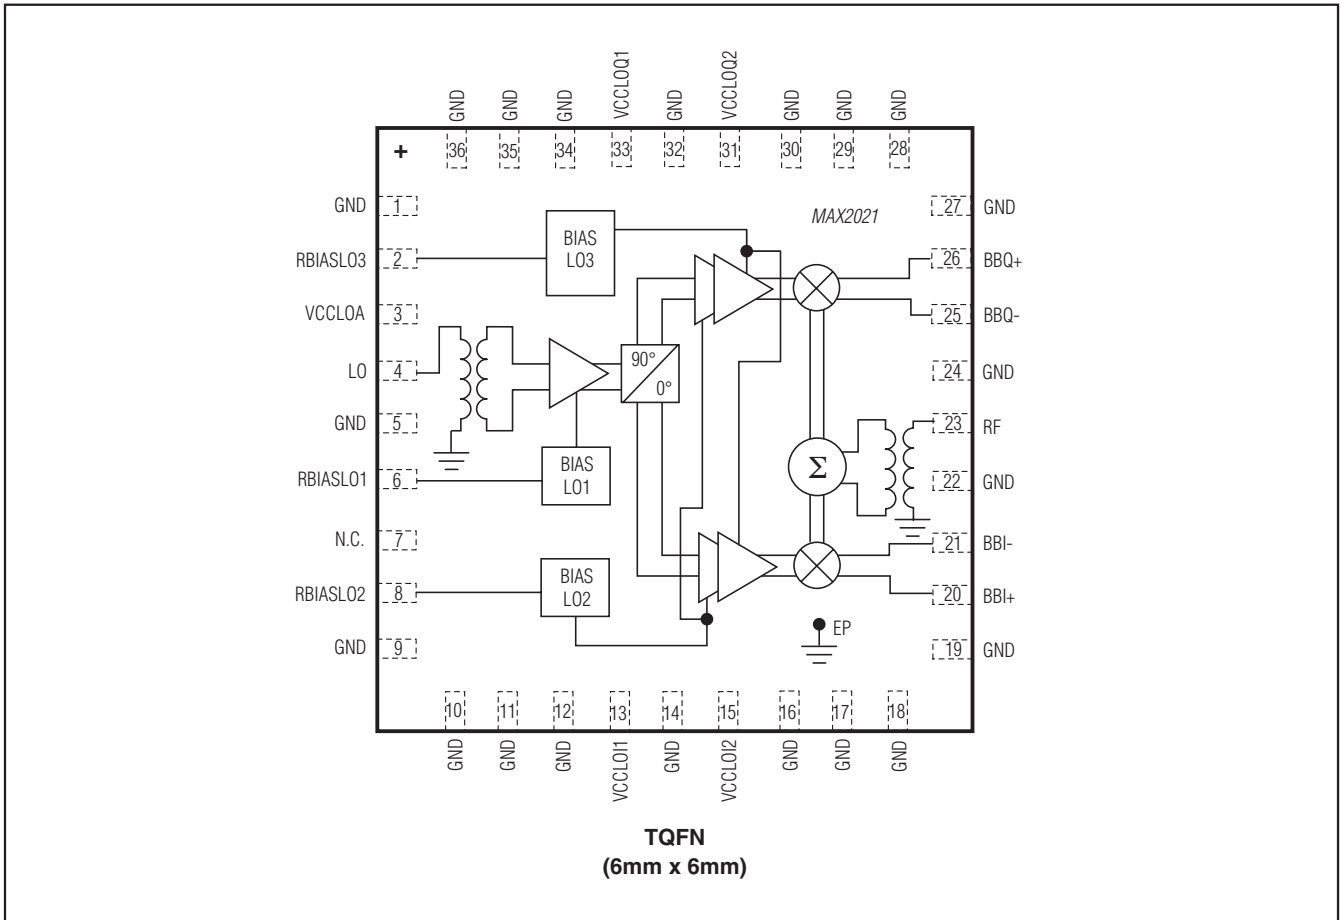 GND GND GND VCCLOQ1 GND VCCLOQ2 GND GND GND
+ 36 35 34 33 32 31 30 29 28
MAX2021
GND 1
27 GND
RBIASLO3 2
BIAS
LO3
26 BBQ+
VCCLOA 3
25 BBQ-
LO 4
90°
0°
24 GND
GND 5
23 RF
RBIASLO1 6
BIAS
LO1
Σ
22 GND
N.C. 7
21 BBI-
RBIASLO2 8
BIAS
LO2
20 BBI+
EP
GND 9
19 GND
10 11 12 13 14 15 16 17 18
GND GND GND VCCLOI1 GND VCCLOI2 GND GND GND
TQFN
(6mm x 6mm)